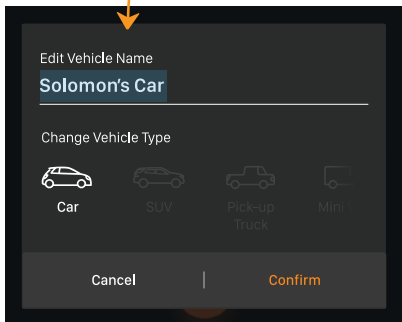 Edit Vehicle Name
Solomon's Car
Change Vehicle Type
Car SUV Pick-up Mini
Truck
Cancel | Confirm